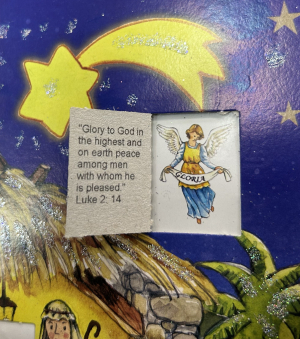 "Glory to God in
the highest and
on earth peace
among men
with whom he
is pleased."
Luke 2: 14
GLORIA